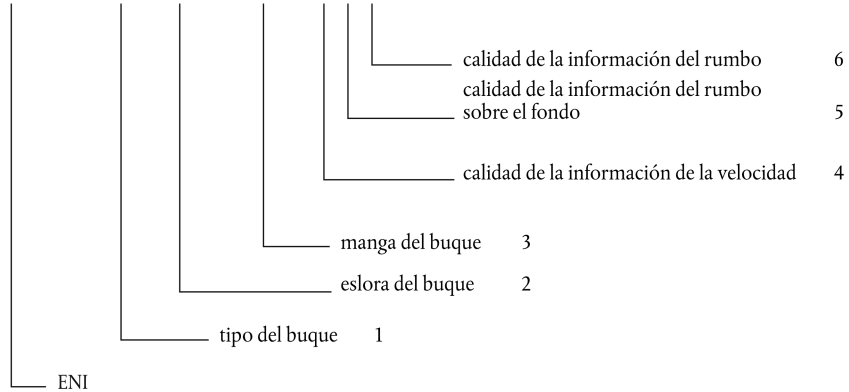 calidad de la información del rumbo 6
calidad de la información del rumbo
sobre el fondo 5
calidad de la información de la velocidad 4
manga del buque 3
eslora del buque 2
tipo del buque 1
ENI